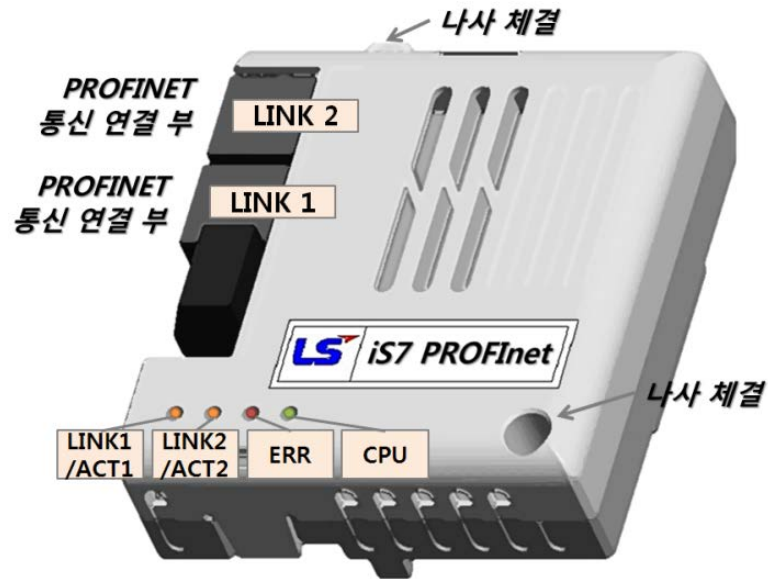 나사 체결
PROFINET
통신 연결 부
LINK 2
PROFINET
통신 연결 부
LINK 1
LS iS7 PROFInet
나사 체결
LINK1
/ACT1
LINK2
/ACT2
ERR
CPU